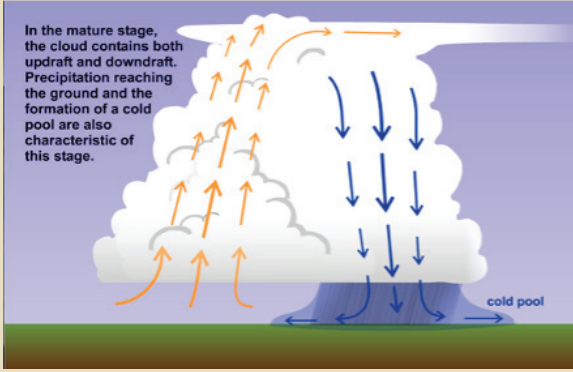 In the mature stage,
the cloud contains both
updraft and downdraft.
Precipitation reaching
the ground and the
formation of a cold
pool are also
characteristic of
this stage.
cold pool